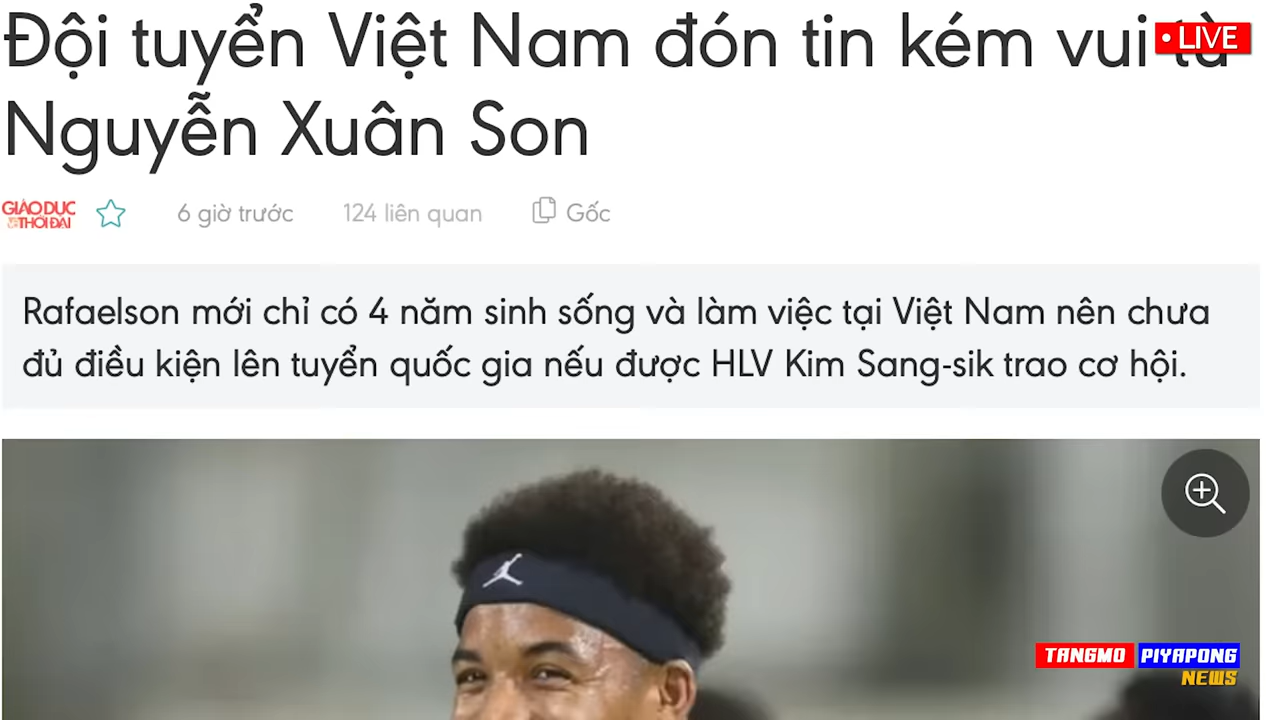 Đội tuyển Việt Nam đón tin kém vui từ
LIVE
Nguyễn Xuân Son
GIÁO DỤC
THỜI ĐẠI
6 giờ trước
124 liên quan
Gốc
Rafaelson mới chỉ có 4 năm sinh sống và làm việc tại Việt Nam nên chưa
đủ điều kiện lên tuyển quốc gia nếu được HLV Kim Sang-sik trao cơ hội.
TANGMO PIYAPONG
NEWS